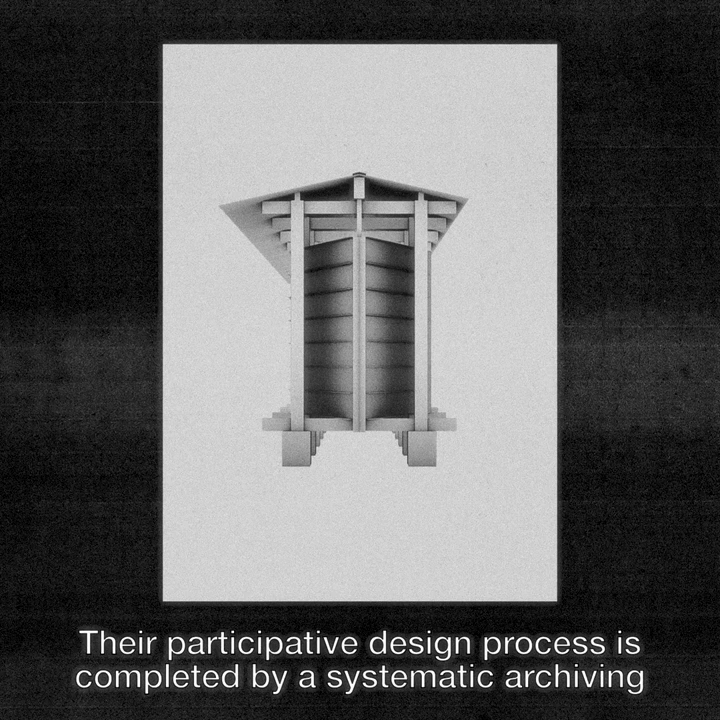 Their participative design process is
completed by a systematic archiving